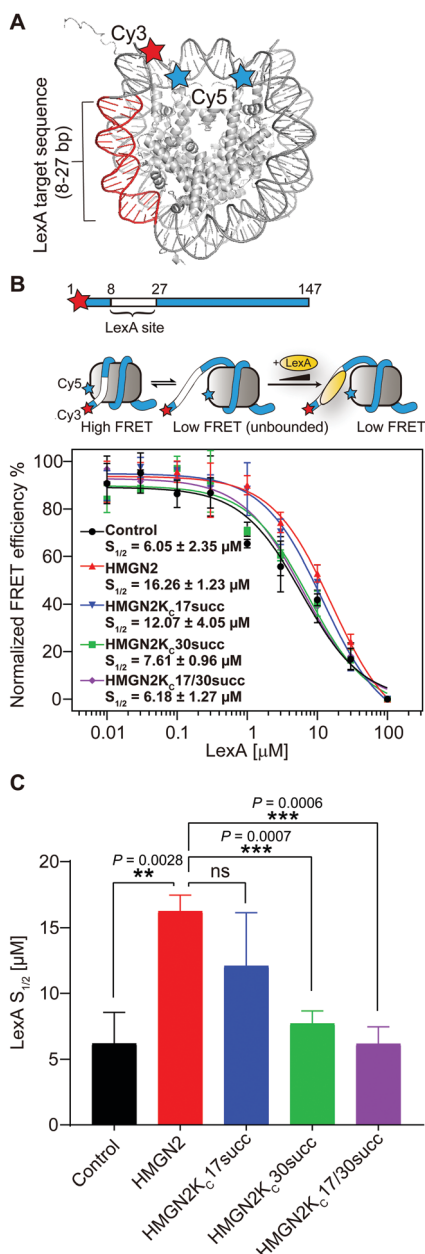 A
Cy3
Cy5
LexA target sequence
(8-27 bp)
B
1 8 27 147
LexA site
+LexA
Cy5
Cy3
High FRET Low FRET (unbounded) Low FRET
Normalized FRET efficiency %
100
80
60
40
20
0
Control
S1/2 = 6.05 ± 2.35 µM
HMGN2
S1/2 = 16.26 ± 1.23 µM
HMGN2KC17succ
S1/2 = 12.07 ± 4.05 µM
HMGN2KC30succ
S1/2 = 7.61 ± 0.96 µM
HMGN2KC17/30succ
S1/2 = 6.18 ± 1.27 µM
0.01 0.1 1 10 100
LexA [µM]
C
P = 0.0006
***
P = 0.0007
***
P = 0.0028
**
ns
LexA S1/2 [µM]
20
15
10
5
0
Control
HMGN2
HMGN2KC17succ
HMGN2KC30succ
HMGN2KC17/30succ